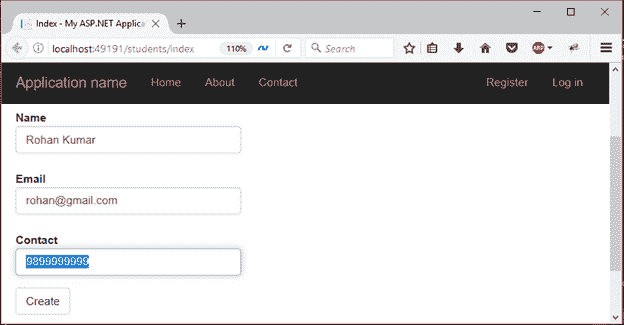 Index - My ASP.NET Applica
localhost:49191/students/index
110%
Search
ABP
Application name
Home
About
Contact
Register
Log in
Name
Rohan Kumar
Email
rohan@gmail.com
Contact
9899999999
Create